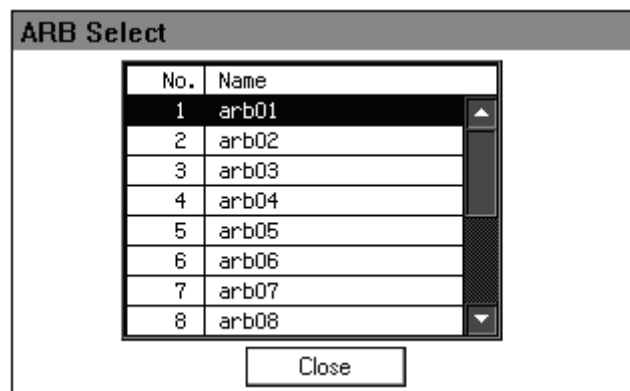 ARB Select
No. Name
1 arb01
2 arb02
3 arb03
4 arb04
5 arb05
6 arb06
7 arb07
8 arb08
Close